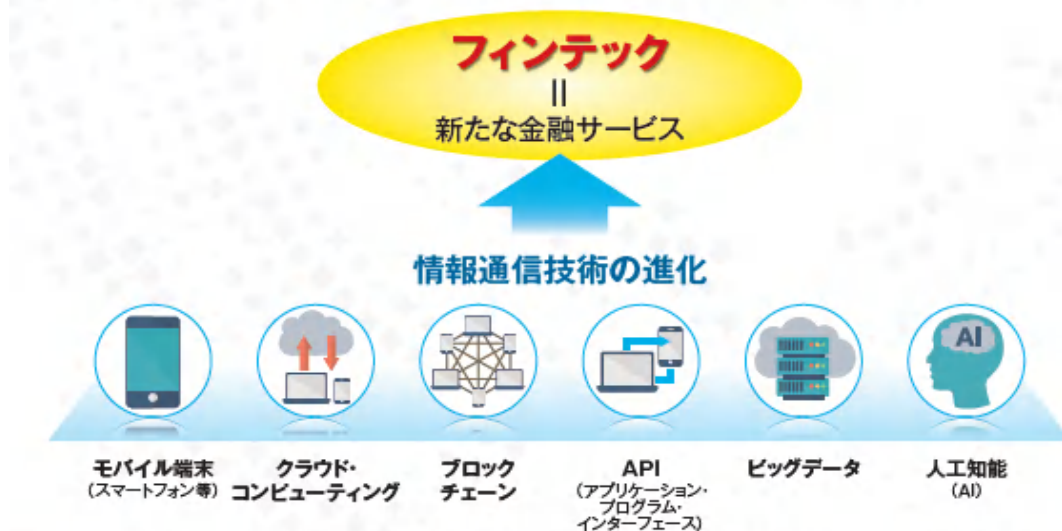 フィンテック
||
新たな金融サービス
情報通信技術の進化
AI
モバイル端末
(スマートフォン等)
クラウド・
コンピューティング
ブロック
チェーン
API
(アプリケーション・
プログラム・
インターフェース)
ビッグデータ
人工知能
(AI)